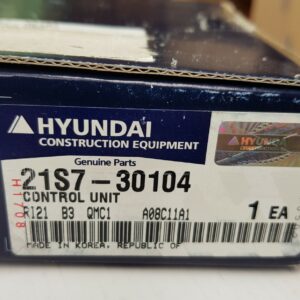 HYUNDAI
CONSTRUCTION EQUIPMENT
Genuine Parts
21S7-30104
CONTROL UNIT
1 EA
B3 QMC1 A08C11A1
MADE IN KOREA, REPUBLIC OF
H1708